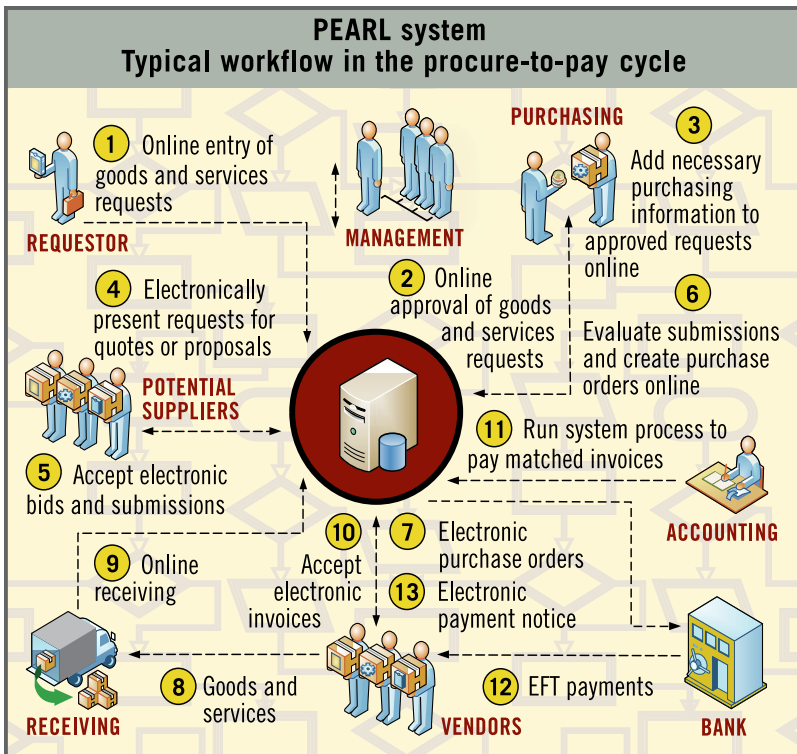 PEARL system
Typical workflow in the procure-to-pay cycle
1 Online entry of
goods and services
requests
REQUESTOR
MANAGEMENT
2 Online
approval of goods
and services
requests
PURCHASING
3
Add necessary
purchasing
information to
approved requests
online
4 Electronically
present requests for
quotes or proposals
POTENTIAL
SUPPLIERS
5 Accept electronic
bids and submissions
6
Evaluate submissions
and create purchase
orders online
11 Run system process to
pay matched invoices
ACCOUNTING
10
Accept
electronic
invoices
7 Electronic
purchase orders
13 Electronic
payment notice
9 Online
receiving
RECEIVING
8 Goods and
services
VENDORS
12 EFT payments
BANK